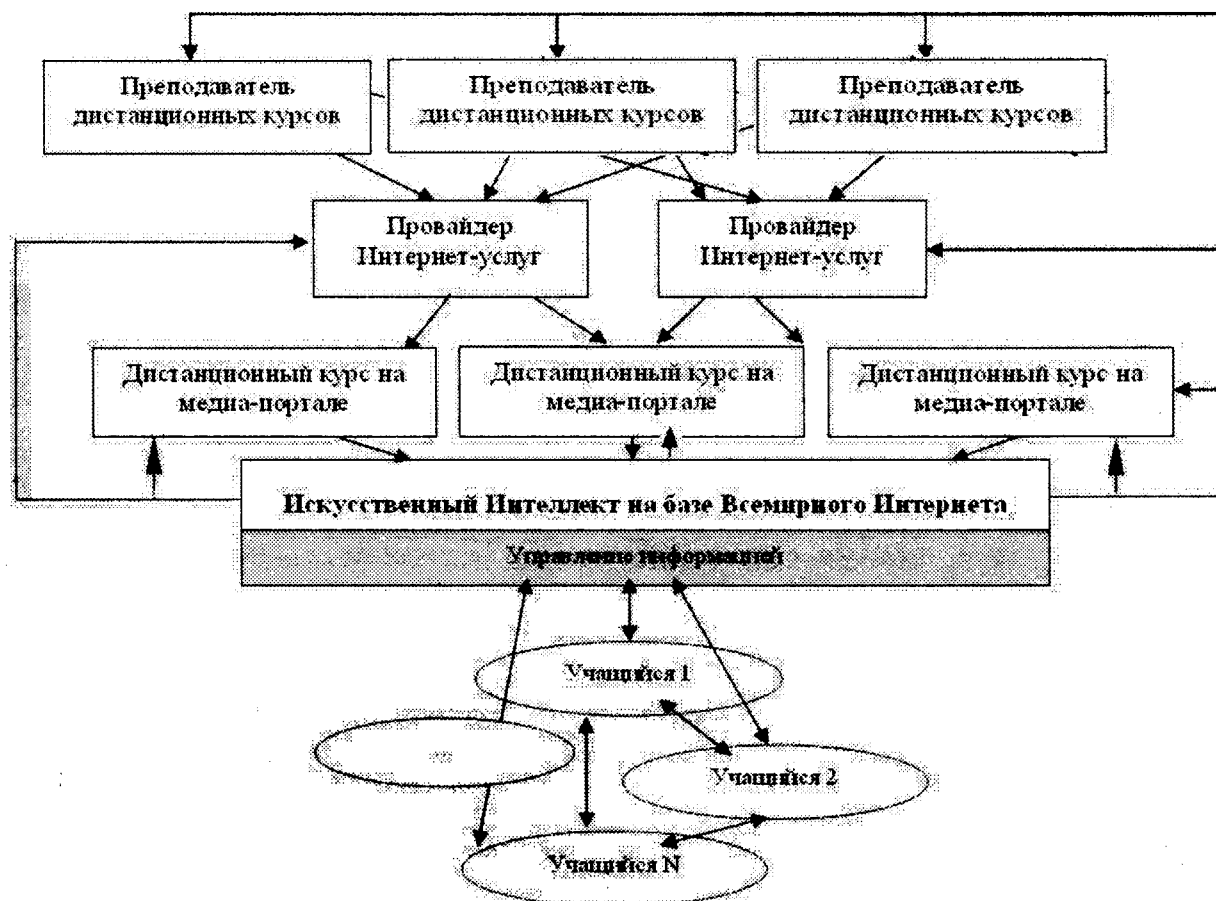 Преподаватель
дистанционных курсов
Преподаватель
дистанционных курсов
Преподаватель
дистанционных курсов
Провайдер
Интернет-услуг
Провайдер
Интернет-услуг
Дистанционный курс на
медиа-портале
Дистанционный курс на
медиа-портале
Дистанционный курс на
медиа-портале
Искусственный Интеллект на базе Всемирного Интернета
Управление информацией
Учащийся 1
...
Учащийся 2
Учащийся N